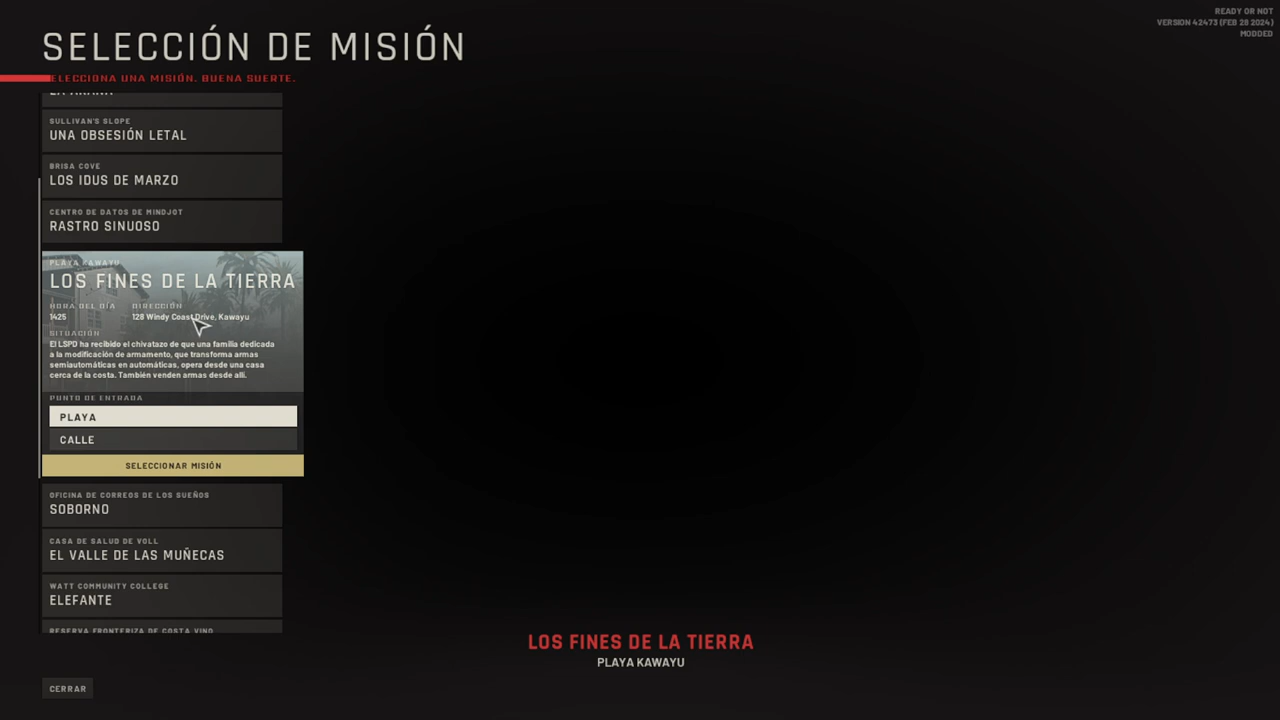 READY OR NOT
VERSION 42473 (FEB 28 2024)
MODDED
SELECCIÓN DE MISIÓN
ELECCIONA UNA MISIÓN. BUENA SUERTE.
SULLIVAN'S SLOPE
UNA OBSESIÓN LETAL
BRISA COVE
LOS IDUS DE MARZO
CENTRO DE DATOS DE MINDJOT
RASTRO SINUOSO
PLAYA KAWAYU
LOS FINES DE LA TIERRA
HORA DEL DÍA DIRECCIÓN
1425 128 Windy Coast Drive, Kawayu
SITUACIÓN
El LSPD ha recibido el chivatazo de que una familia dedicada
a la modificación de armamento, que transforma armas
semiautomáticas en automáticas, opera desde una casa
cerca de la costa. También venden armas desde allí.
PUNTO DE ENTRADA
PLAYA
CALLE
SELECCIONAR MISIÓN
OFICINA DE CORREOS DE LOS SUEÑOS
SOBORNO
CASA DE SALUD DE VOLL
EL VALLE DE LAS MUÑECAS
WATT COMMUNITY COLLEGE
ELEFANTE
RESERVA FRONTERIZA DE COSTA VINO
LOS FINES DE LA TIERRA
PLAYA KAWAYU
CERRAR